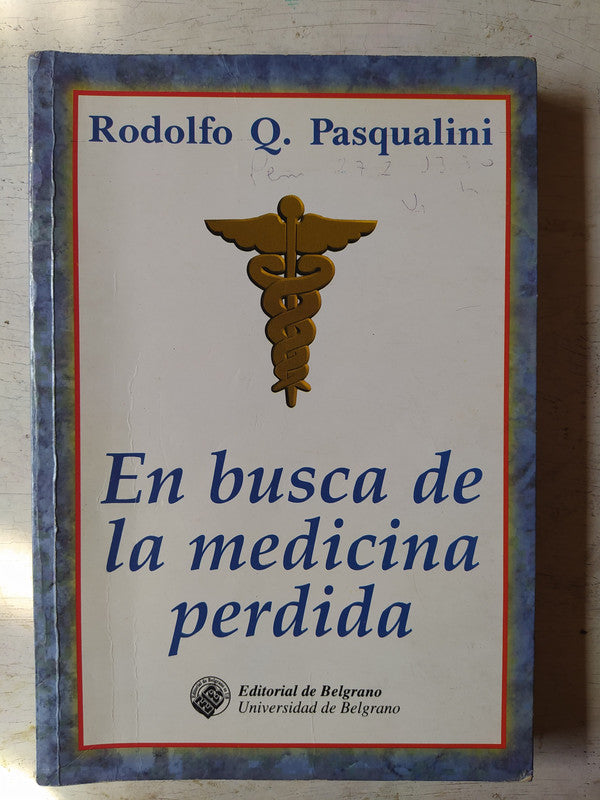 Rodolfo Q. Pasqualini
En busca de
la medicina
perdida
Editorial de Belgrano
Universidad de Belgrano